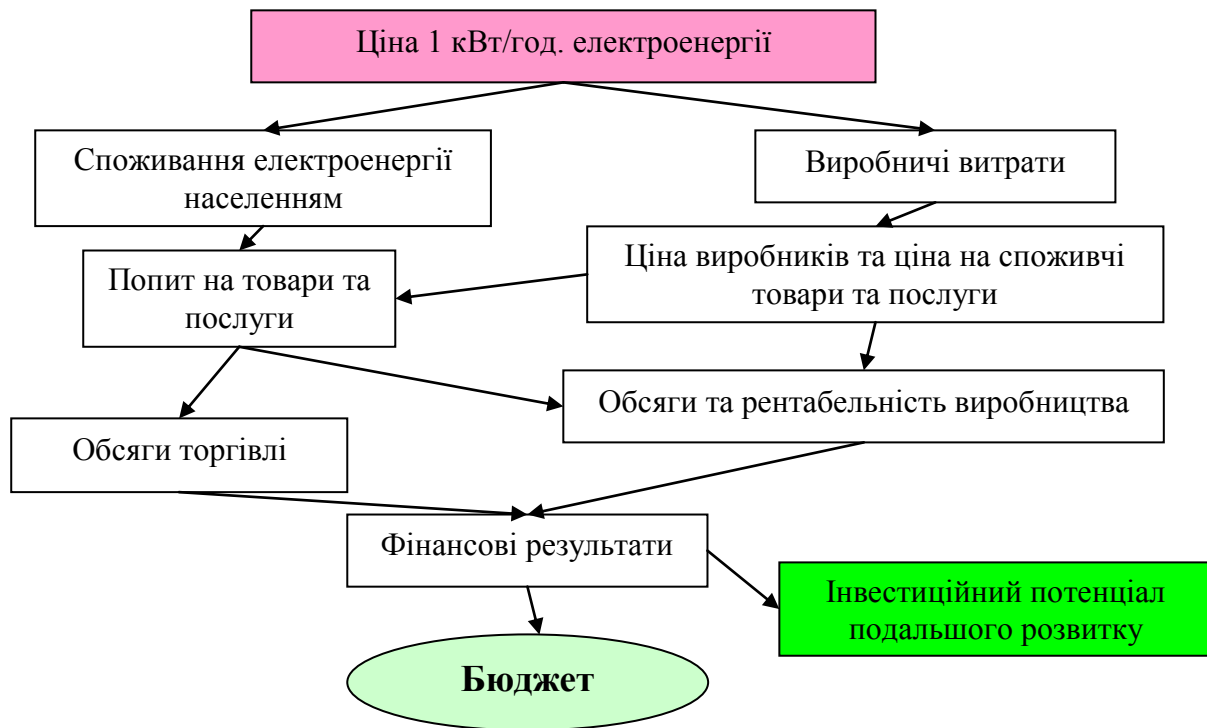 Ціна 1 кВт/год. електроенергії
Споживання електроенергії
населенням
Виробничі витрати
Попит на товари та
послуги
Ціна виробників та ціна на споживчі
товари та послуги
Обсяги та рентабельність виробництва
Обсяги торгівлі
Фінансові результати
Інвестиційний потенціал
подальшого розвитку
Бюджет